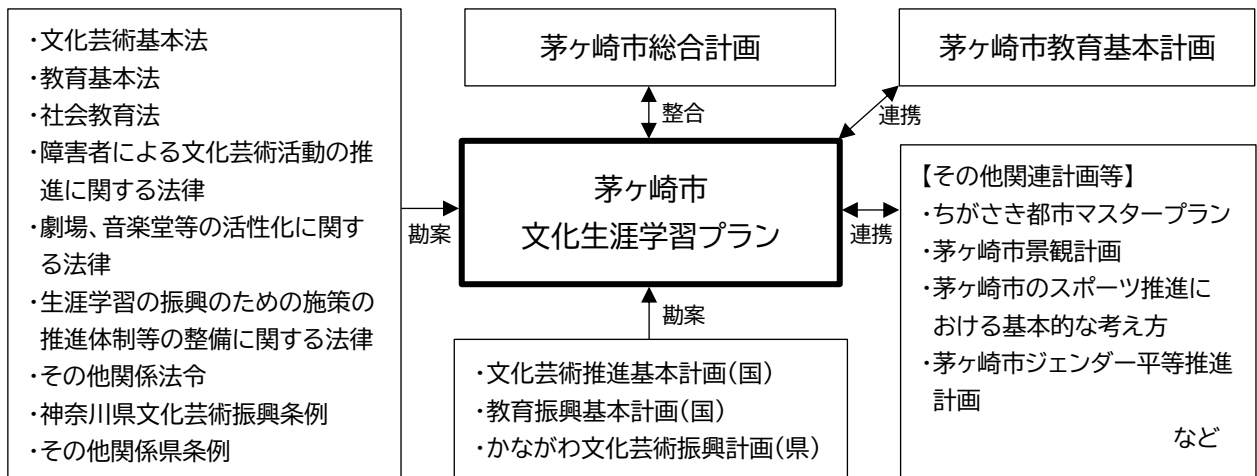 ・文化芸術基本法
・教育基本法
・社会教育法
・障害者による文化芸術活動の推
進に関する法律
・劇場、音楽堂等の活性化に関す
る法律
・生涯学習の振興のための施策の
推進体制等の整備に関する法律
・その他関係法令
・神奈川県文化芸術振興条例
・その他関係県条例
勘案
茅ヶ崎市総合計画
整合
茅ヶ崎市
文化生涯学習プラン
勘案
・文化芸術推進基本計画(国)
・教育振興基本計画(国)
・かながわ文化芸術振興計画(県)
茅ヶ崎市教育基本計画
連携
連携
【その他関連計画等】
・ちがさき都市マスタープラン
・茅ヶ崎市景観計画
・茅ヶ崎市のスポーツ推進に
おける基本的な考え方
・茅ヶ崎市ジェンダー平等推進
計画
など